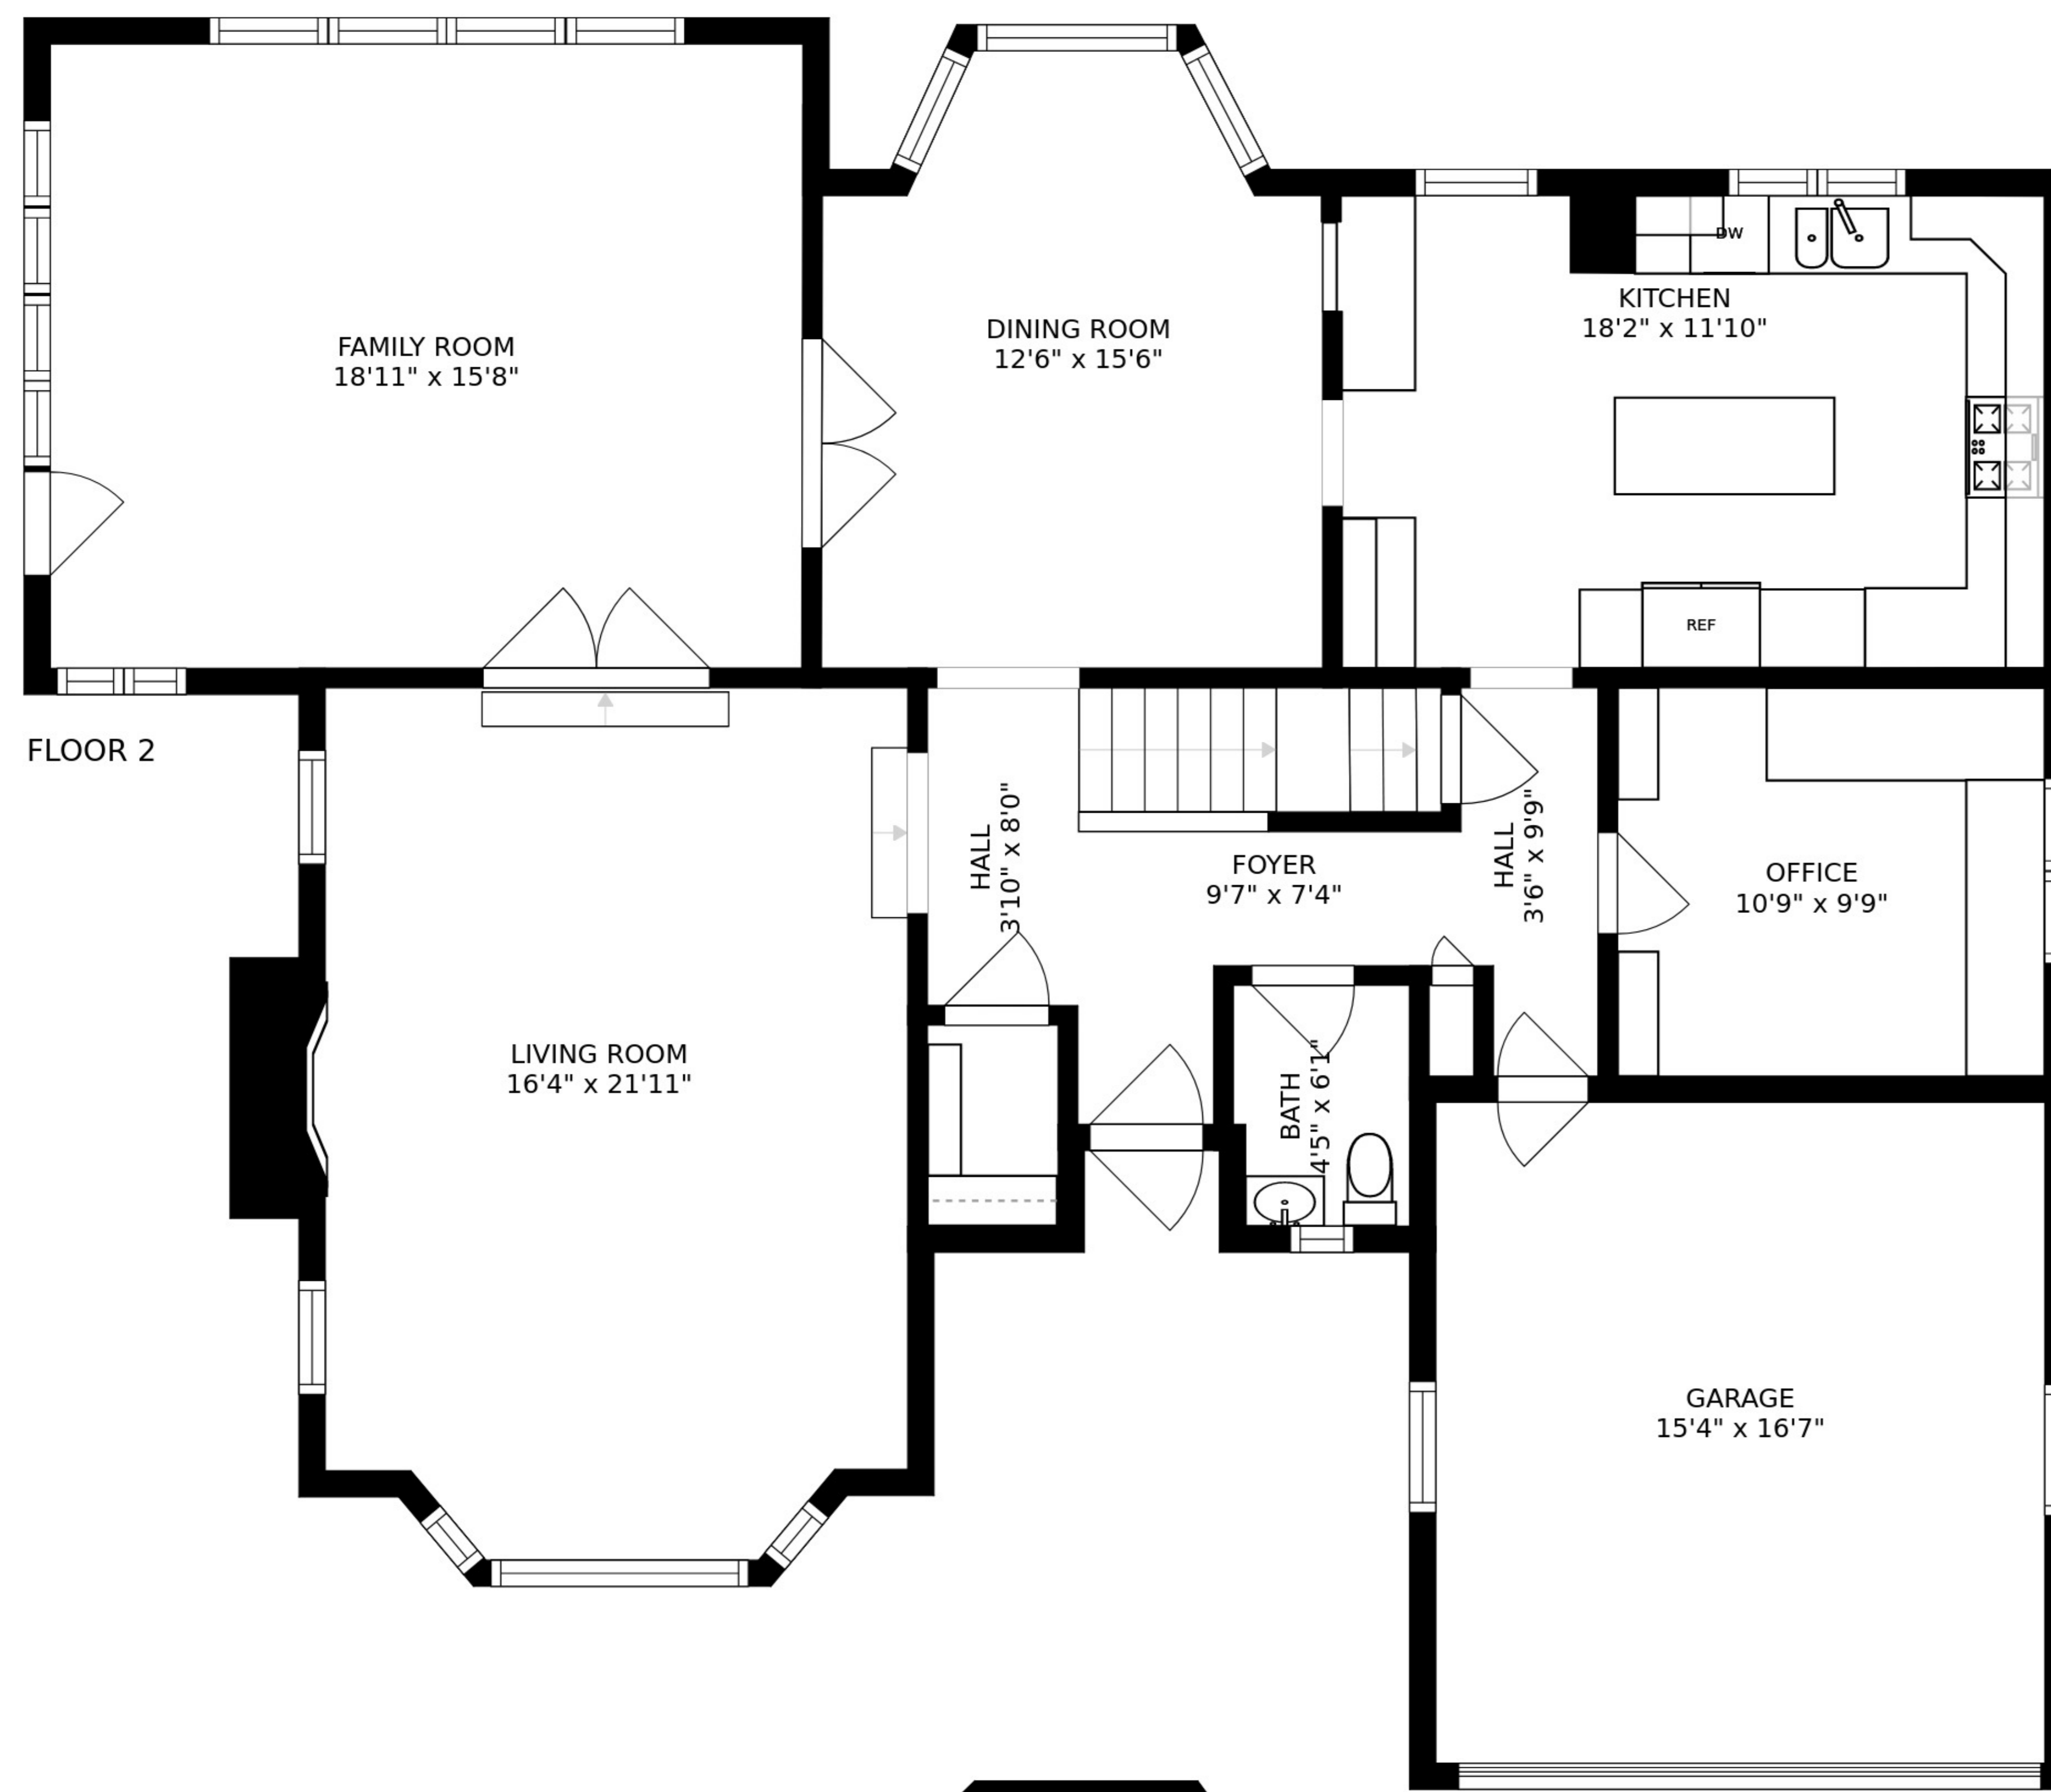 FAMILY ROOM
18'11" x 15'8"
DINING ROOM
12'6" x 15'6"
DW
KITCHEN
18'2" x 11'10"
REF
FLOOR 2
HALL
3'10" x 8'0"
FOYER
9'7" x 7'4"
HALL
3'6" x 9'9"
OFFICE
10'9" x 9'9"
LIVING ROOM
16'4" x 21'11"
BATH
4'5" x 6'1"
GARAGE
15'4" x 16'7"